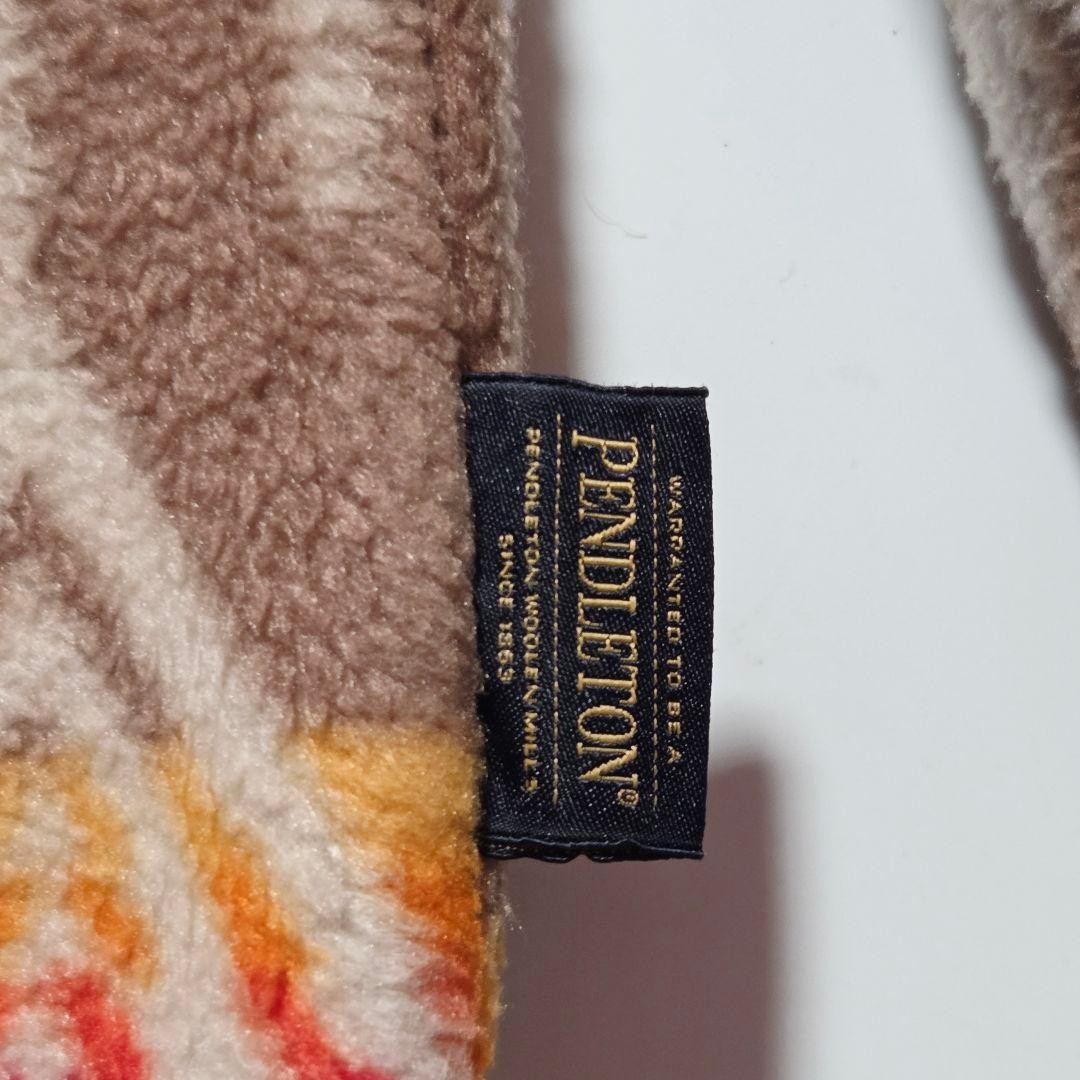 WARRANTED TO BE A
PENDLETON®
PENDLETON WOOLEN MILLS
SINCE 1863